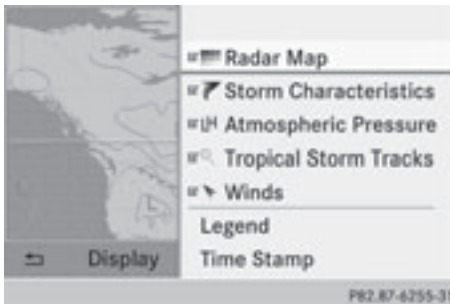 Radar Map
Storm Characteristics
Atmospheric Pressure
Tropical Storm Tracks
Winds
Legend
Display
Time Stamp
P82.87-6255-31